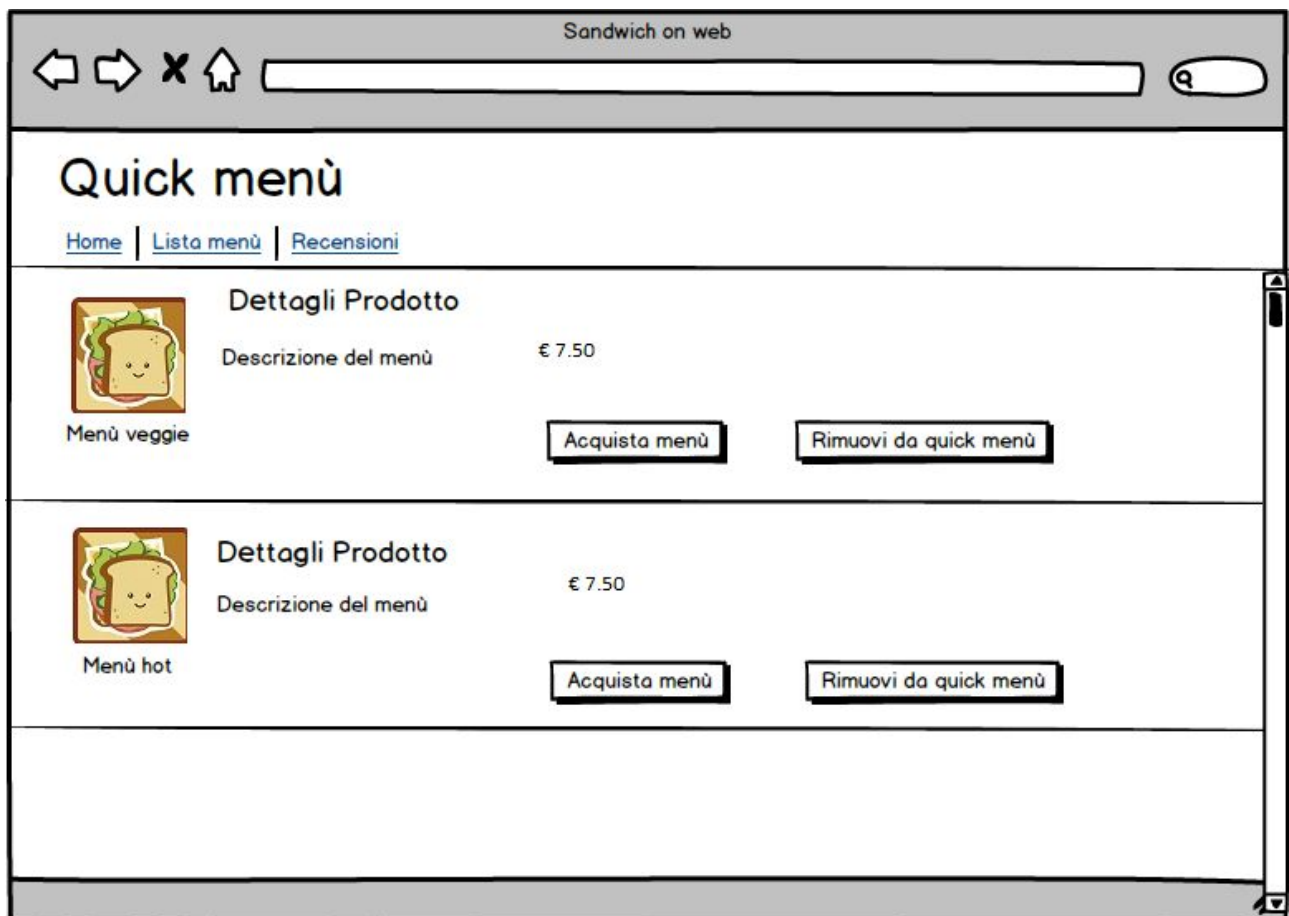 Sandwich on web
Quick menù
Home | Lista menù | Recensioni
Dettagli Prodotto
Descrizione del menù € 7.50
Menù veggie
Acquista menù Rimuovi da quick menù
Dettagli Prodotto
Descrizione del menù € 7.50
Menù hot
Acquista menù Rimuovi da quick menù